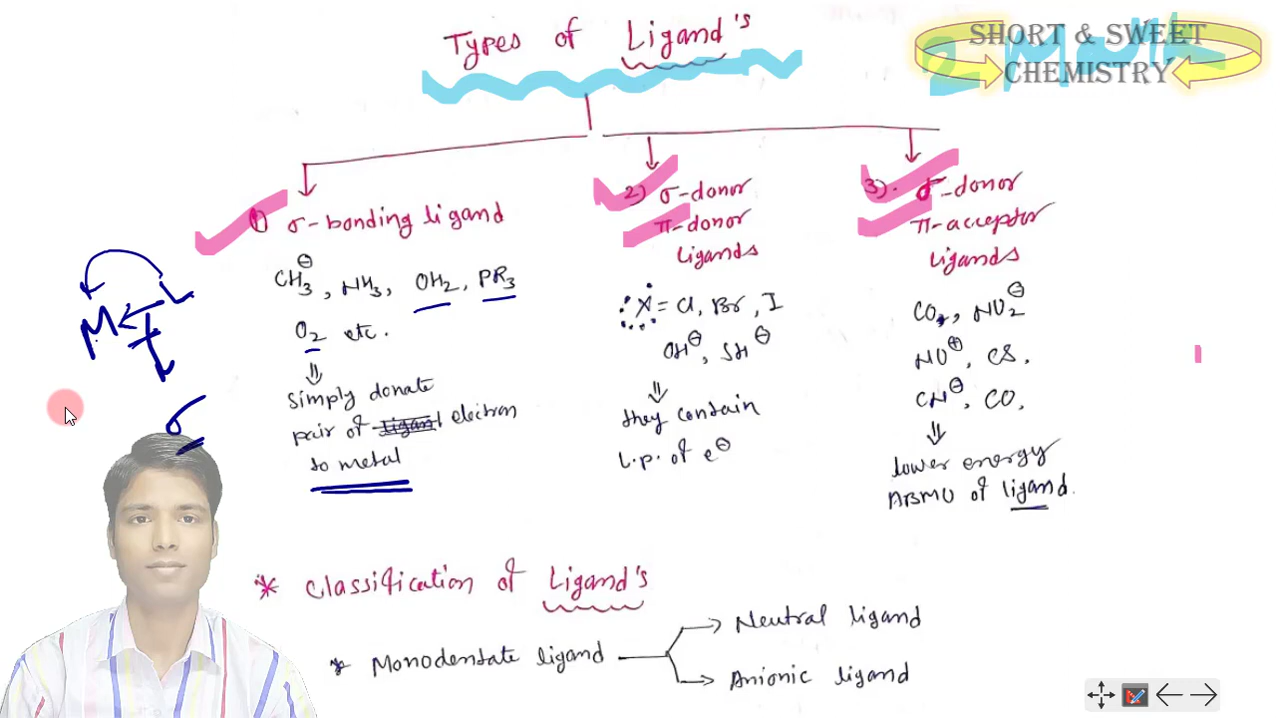 Types of Ligand's
SHORT & SWEET
CHEMISTRY
1) σ-bonding ligand
CH3⊖, NH3, OH2, PR3
O2 etc.
⇓
simply donate
pair of electron
to metal
M ← L
σ
2) σ-donor
π-donor
Ligands
X = Cl, Br, I
OH⊖, SH⊖
⇓
they contain
l.p. of e⊖
3). σ-donor
π-acceptor
ligands
CO2, NO2⊖
NO⊕, CS,
CN⊖, CO,
⇓
lower energy
ABMO of ligand.
* Classification of Ligand's
* Monodentate ligand
→ Neutral ligand
→ Anionic ligand